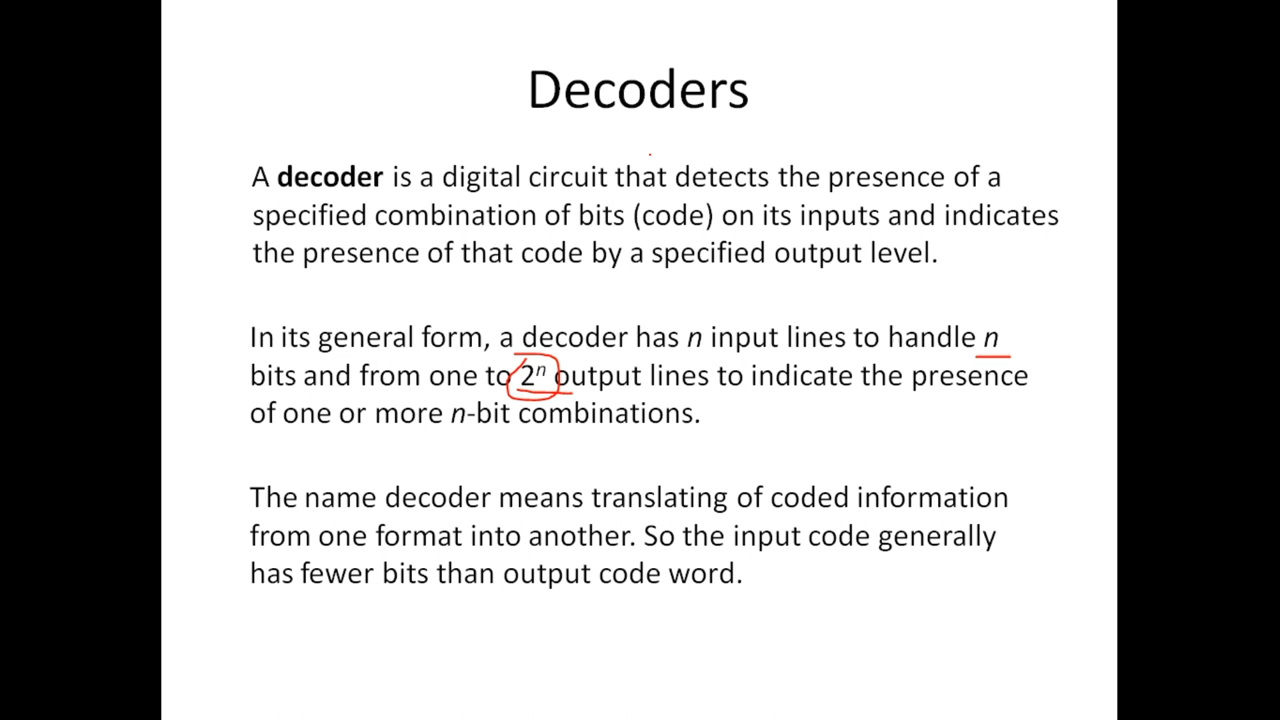 Decoders
A decoder is a digital circuit that detects the presence of a
specified combination of bits (code) on its inputs and indicates
the presence of that code by a specified output level.
In its general form, a decoder has n input lines to handle n
bits and from one to 2ⁿ output lines to indicate the presence
of one or more n-bit combinations.
The name decoder means translating of coded information
from one format into another. So the input code generally
has fewer bits than output code word.